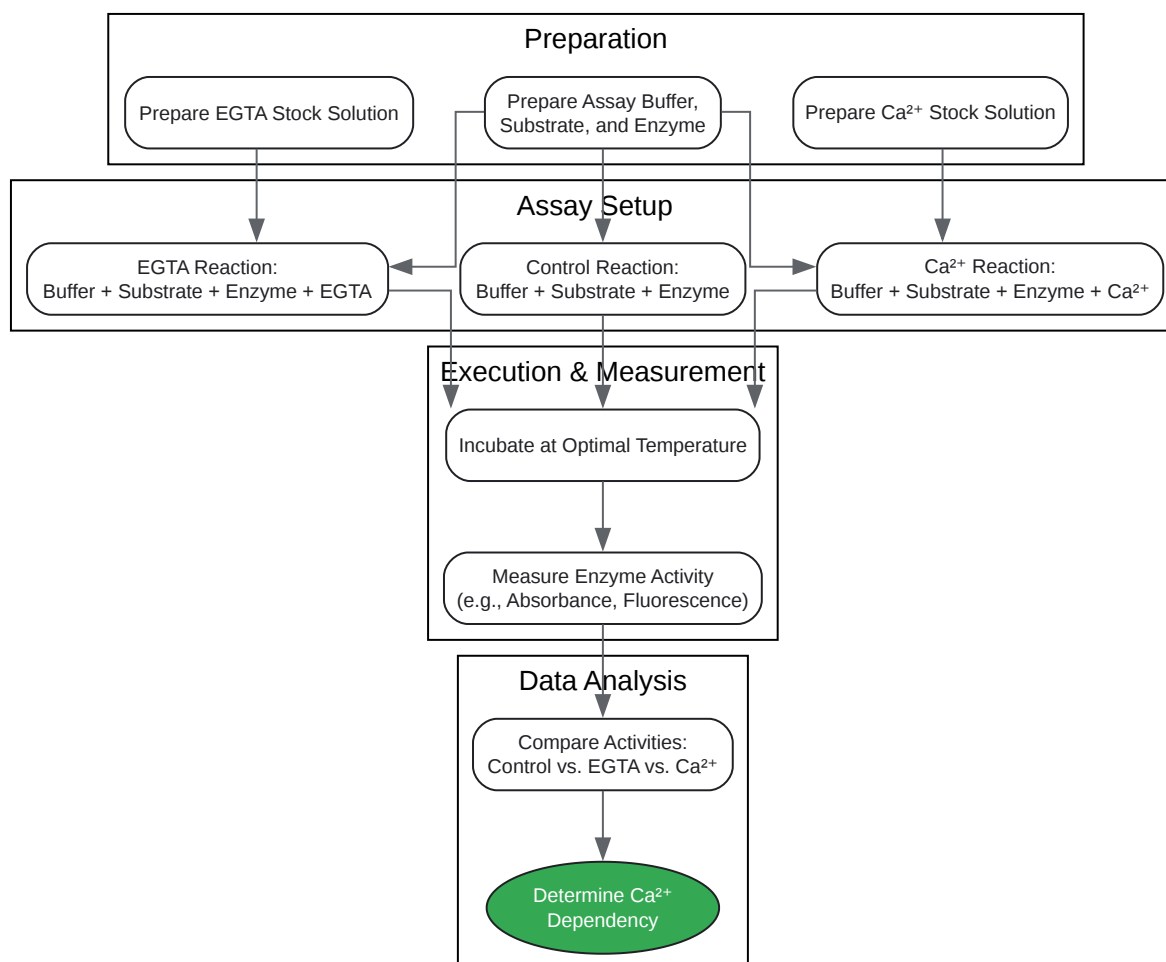 Preparation
Prepare EGTA Stock Solution
Prepare Assay Buffer,
Substrate, and Enzyme
Prepare Ca²⁺ Stock Solution
Assay Setup
EGTA Reaction:
Buffer + Substrate + Enzyme + EGTA
Control Reaction:
Buffer + Substrate + Enzyme
Ca²⁺ Reaction:
Buffer + Substrate + Enzyme + Ca²⁺
Execution & Measurement
Incubate at Optimal Temperature
Measure Enzyme Activity
(e.g., Absorbance, Fluorescence)
Data Analysis
Compare Activities:
Control vs. EGTA vs. Ca²⁺
Determine Ca²⁺
Dependency